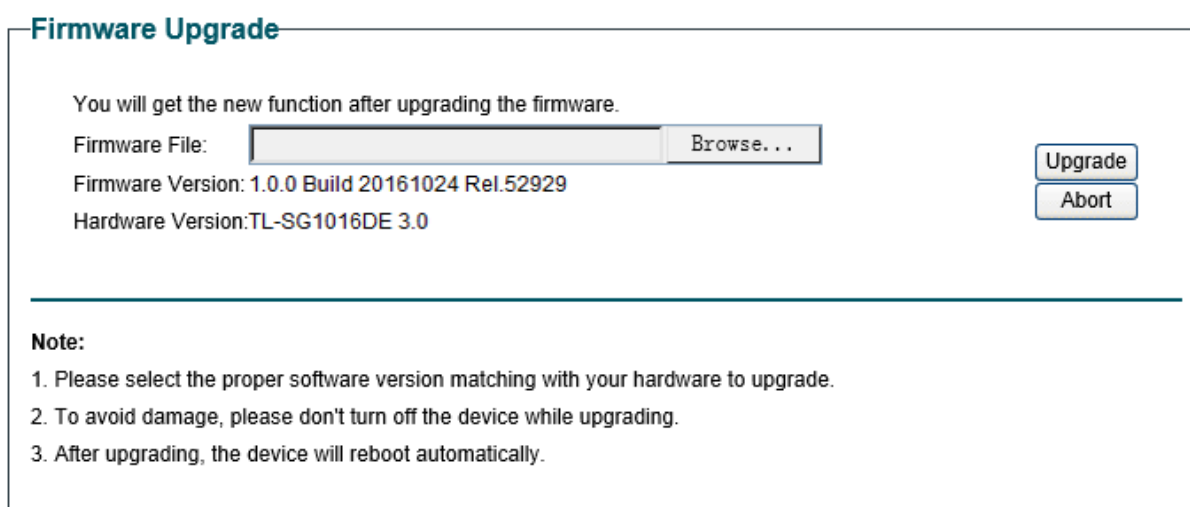 Firmware Upgrade
You will get the new function after upgrading the firmware.
Firmware File: Browse...
Upgrade
Firmware Version: 1.0.0 Build 20161024 Rel.52929
Abort
Hardware Version:TL-SG1016DE 3.0
Note:
1. Please select the proper software version matching with your hardware to upgrade.
2. To avoid damage, please don't turn off the device while upgrading.
3. After upgrading, the device will reboot automatically.